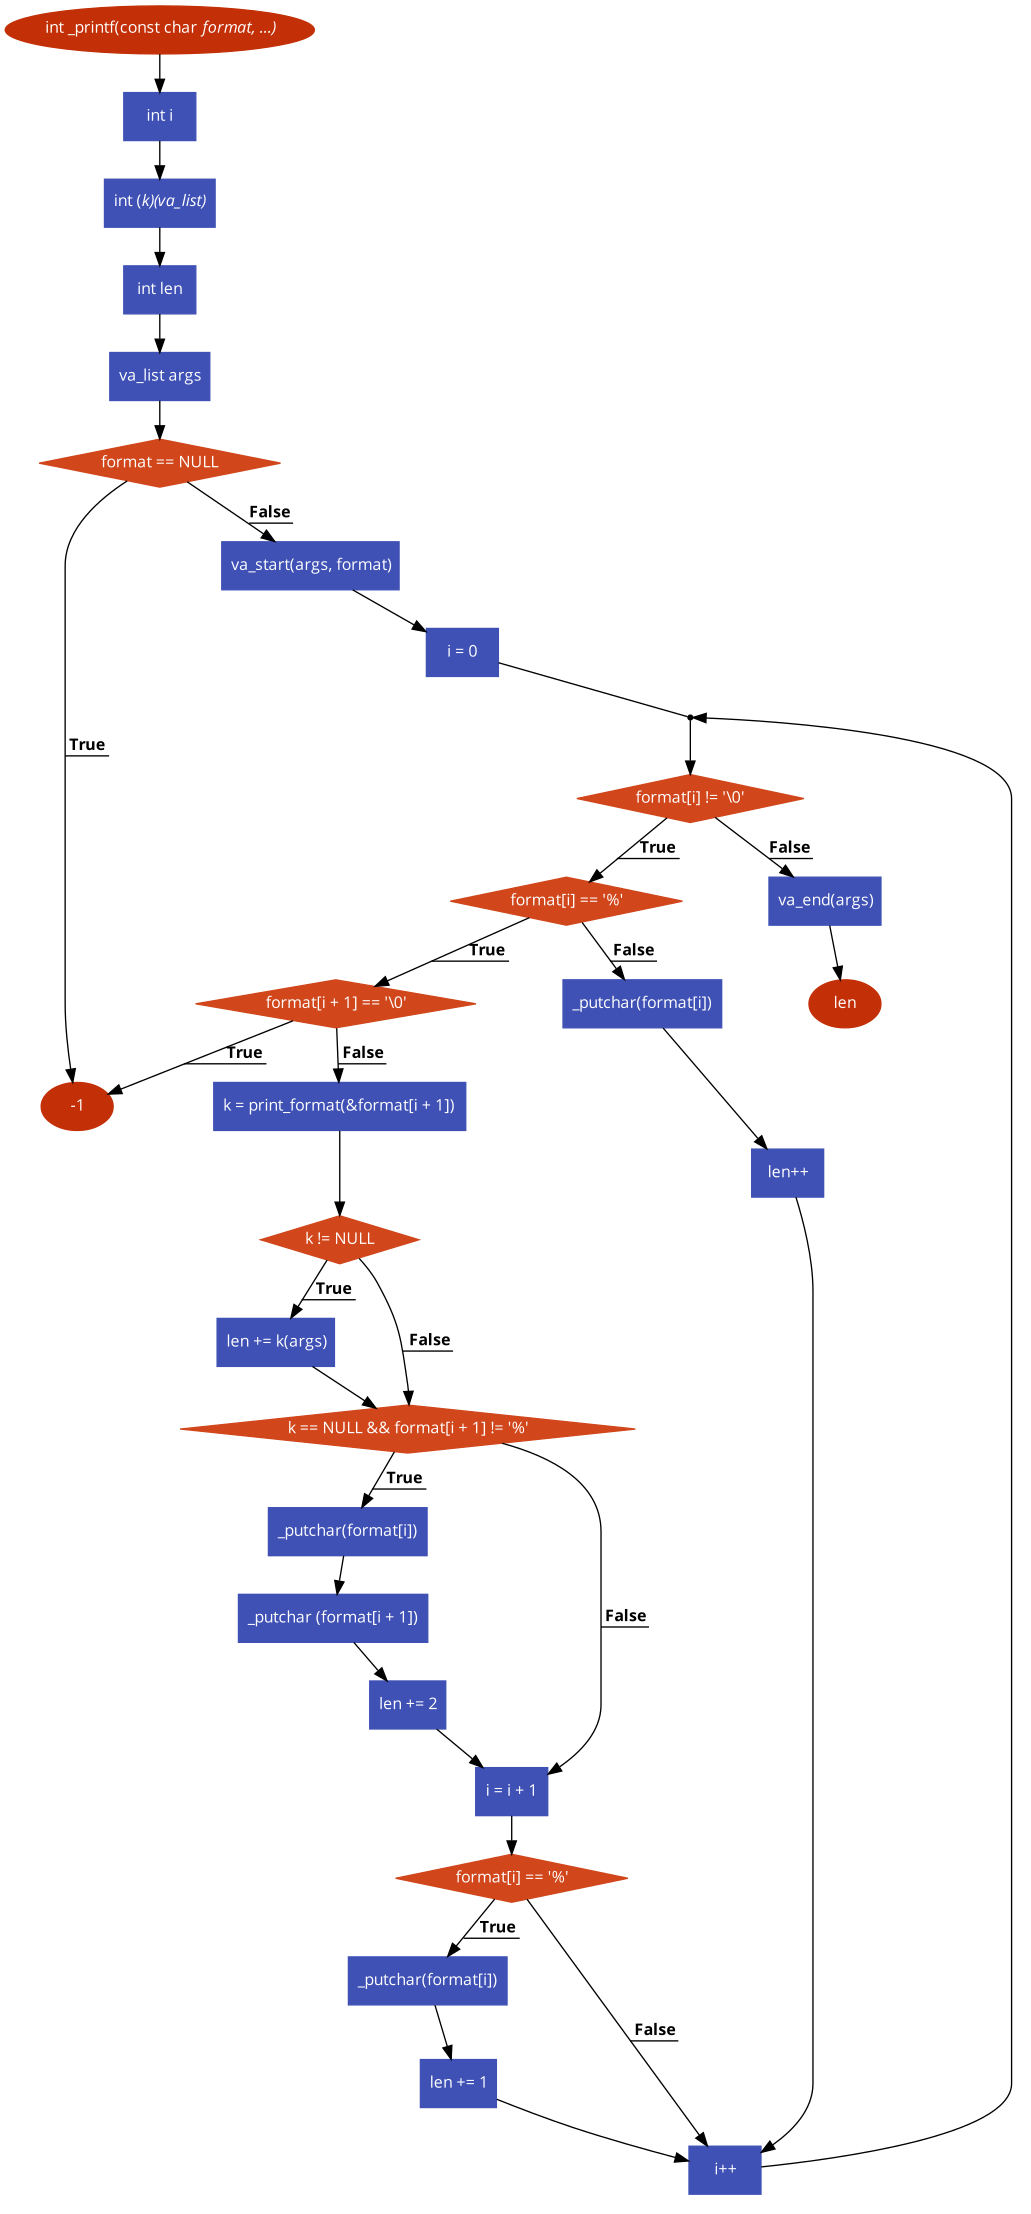 int _printf(const char format, ...)
int i
int (k)(va_list)
int len
va_list args
format == NULL
False
va_start(args, format)
i = 0
True
format[i] != '\0'
True
False
format[i] == '%'
va_end(args)
True
False
format[i + 1] == '\0'
_putchar(format[i])
len
True
False
-1
k = print_format(&format[i + 1])
len++
k != NULL
True
len += k(args)
False
k == NULL && format[i + 1] != '%'
True
_putchar(format[i])
_putchar (format[i + 1])
False
len += 2
i = i + 1
format[i] == '%'
True
_putchar(format[i])
False
len += 1
i++